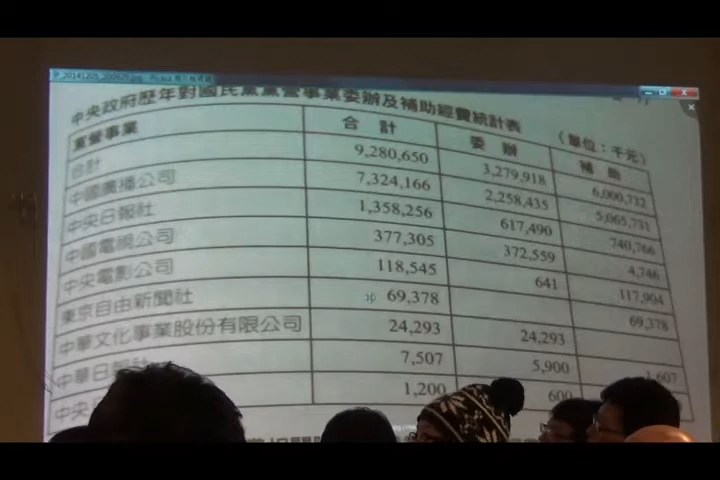 中央政府歷年對國民黨黨營事業委辦及補助經費統計表 (單位：千元)
黨營事業 合計 委辦 補助
合計 9,280,650 3,279,918 6,000,732
中國廣播公司 7,324,166 2,258,435 5,065,731
中央日報社 1,358,256 617,490 740,766
中國電視公司 377,305 372,559 4,746
中央電影公司 118,545 641 117,904
東京自由新聞社 69,378 69,378
中華文化事業股份有限公司 24,293 24,293
中華日報社 7,507 5,900 1,607
中央 1,200 600